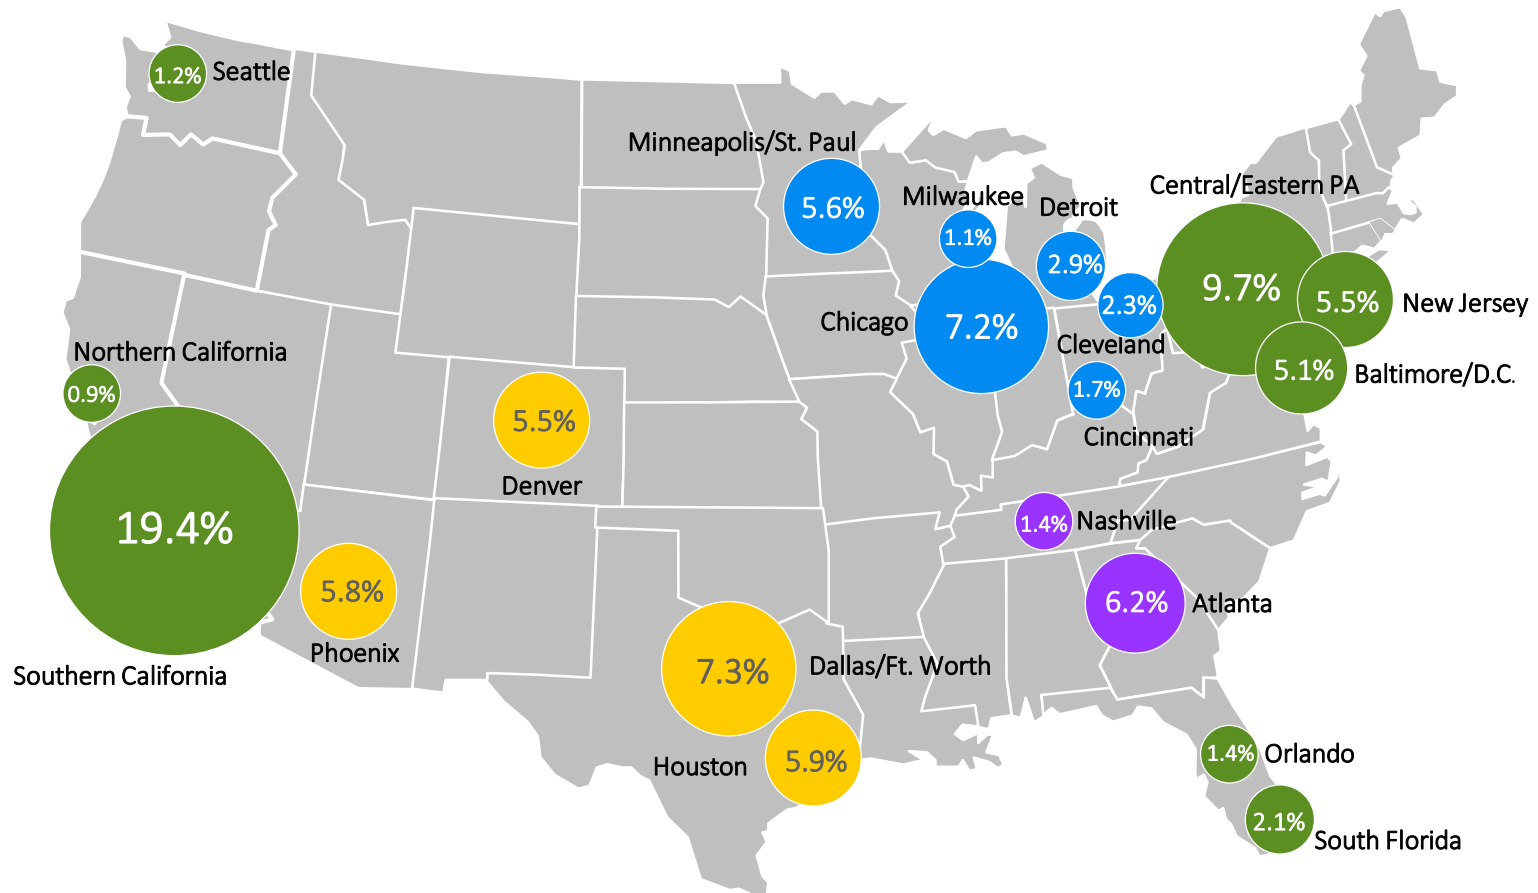 1.2%
Seattle
Minneapolis/St. Paul
5.6%
Milwaukee
1.1%
Detroit
2.9%
Central/Eastern PA
9.7%
5.5%
New Jersey
2.3%
Cleveland
Chicago
7.2%
5.1%
Baltimore/D.C.
1.7%
Cincinnati
Northern California
0.9%
5.5%
Denver
19.4%
Southern California
5.8%
Phoenix
1.4%
Nashville
6.2%
Atlanta
7.3%
Dallas/Ft. Worth
Houston
5.9%
1.4%
Orlando
2.1%
South Florida